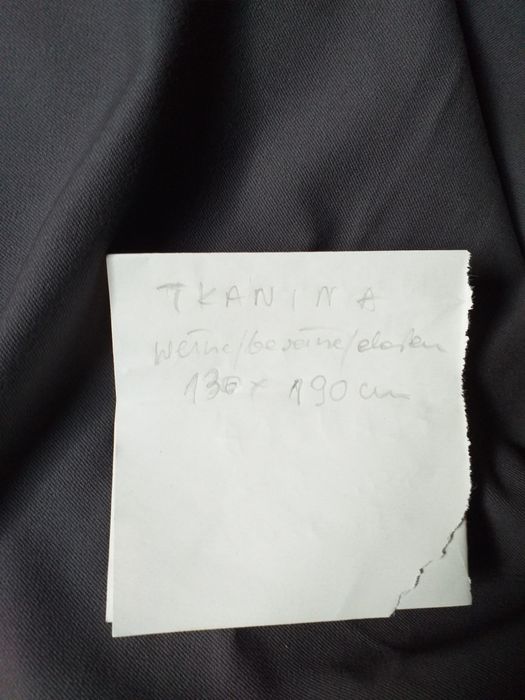 TKANINA
wełna/bawełna/elastan
130 x 190 cm